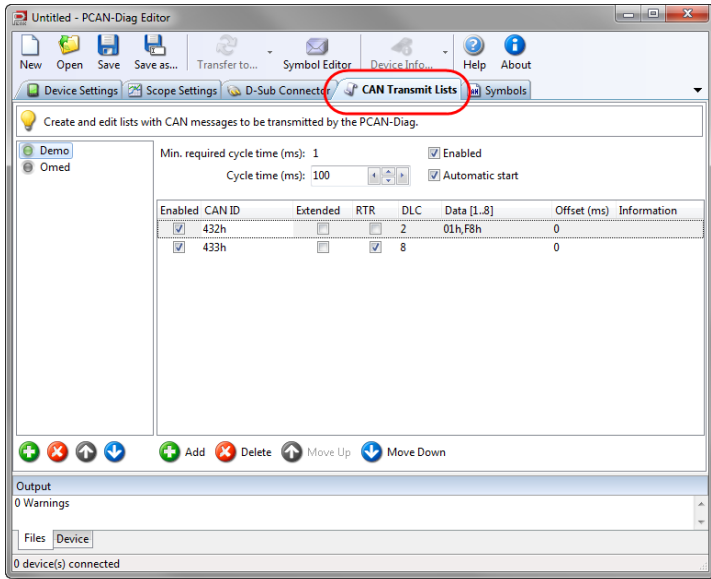 Untitled - PCAN-Diag Editor
New Open Save Save as... Transfer to... Symbol Editor Device Info... Help About
Device Settings Scope Settings D-Sub Connector CAN Transmit Lists Symbols
Create and edit lists with CAN messages to be transmitted by the PCAN-Diag.
Demo
Omed
Min. required cycle time (ms): 1 Enabled
Cycle time (ms): 100 Automatic start
Enabled CAN ID Extended RTR DLC Data [1..8] Offset (ms) Information
432h 2 01h,F8h 0
433h 8 0
Add Delete Move Up Move Down
Output
0 Warnings
Files Device
0 device(s) connected